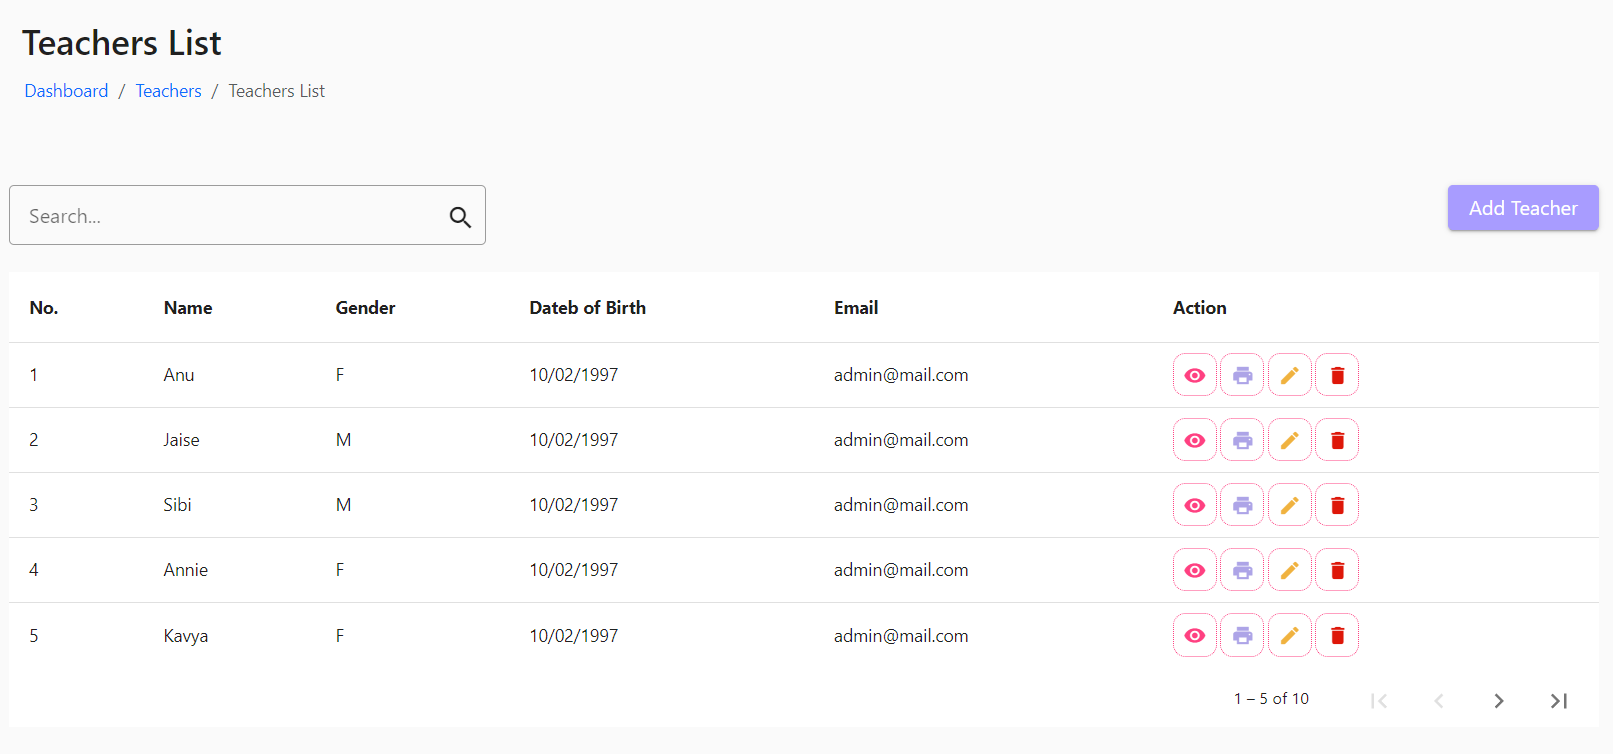 Teachers List
Dashboard / Teachers / Teachers List
Search...
Add Teacher
No. Name Gender Dateb of Birth Email Action
1 Anu F 10/02/1997 admin@mail.com
2 Jaise M 10/02/1997 admin@mail.com
3 Sibi M 10/02/1997 admin@mail.com
4 Annie F 10/02/1997 admin@mail.com
5 Kavya F 10/02/1997 admin@mail.com
1 – 5 of 10